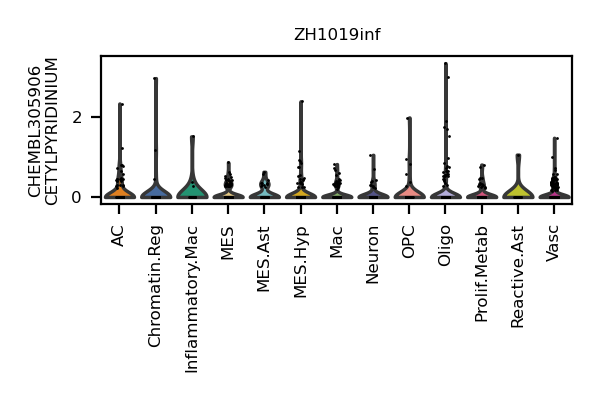 ZH1019inf
CHEMBL305906
CETYLPYRIDINIUM
2
0
AC
Chromatin.Reg
Inflammatory.Mac
MES
MES.Ast
MES.Hyp
Mac
Neuron
OPC
Oligo
Prolif.Metab
Reactive.Ast
Vasc